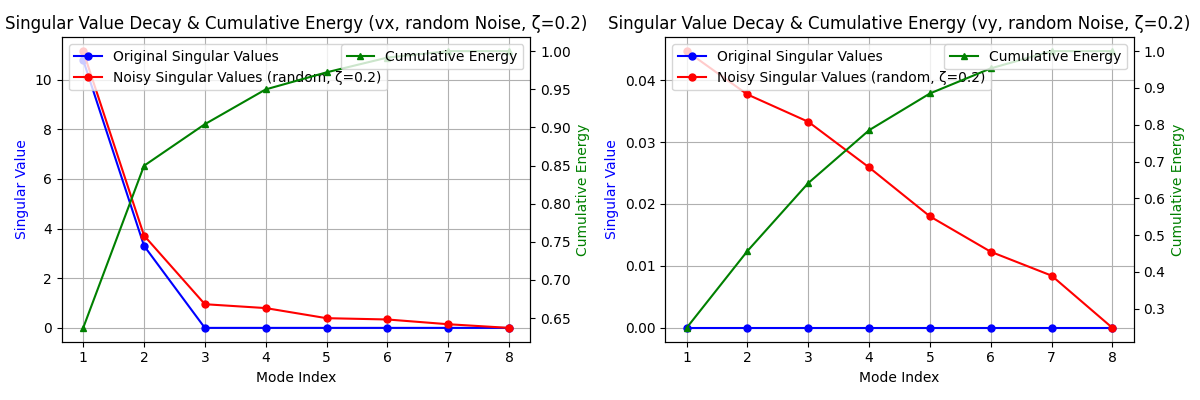 Singular Value Decay & Cumulative Energy (vx, random Noise, ζ=0.2)
Original Singular Values
Noisy Singular Values (random, ζ=0.2)
Cumulative Energy
Singular Value
10
8
6
4
2
0
1 2 3 4 5 6 7 8
Mode Index
1.00
0.95
0.90
0.85
0.80
0.75
0.70
0.65
Cumulative Energy
Singular Value Decay & Cumulative Energy (vy, random Noise, ζ=0.2)
Original Singular Values
Noisy Singular Values (random, ζ=0.2)
Cumulative Energy
Singular Value
0.04
0.03
0.02
0.01
0.00
1 2 3 4 5 6 7 8
Mode Index
1.0
0.9
0.8
0.7
0.6
0.5
0.4
0.3
Cumulative Energy